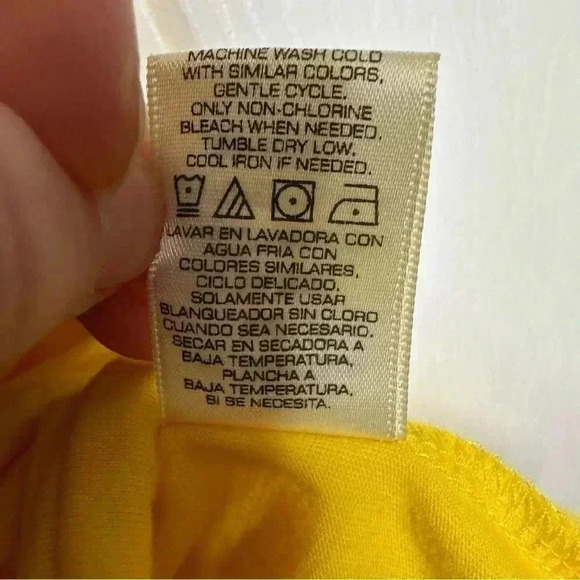 MACHINE WASH COLD
WITH SIMILAR COLORS,
GENTLE CYCLE.
ONLY NON-CHLORINE
BLEACH WHEN NEEDED.
TUMBLE DRY LOW.
COOL IRON IF NEEDED.
LAVAR EN LAVADORA CON
AGUA FRIA CON
COLORES SIMILARES,
CICLO DELICADO.
SOLAMENTE USAR
BLANQUEADOR SIN CLORO
CUANDO SEA NECESARIO.
SECAR EN SECADORA A
BAJA TEMPERATURA,
PLANCHA A
BAJA TEMPERATURA,
SI SE NECESITA.